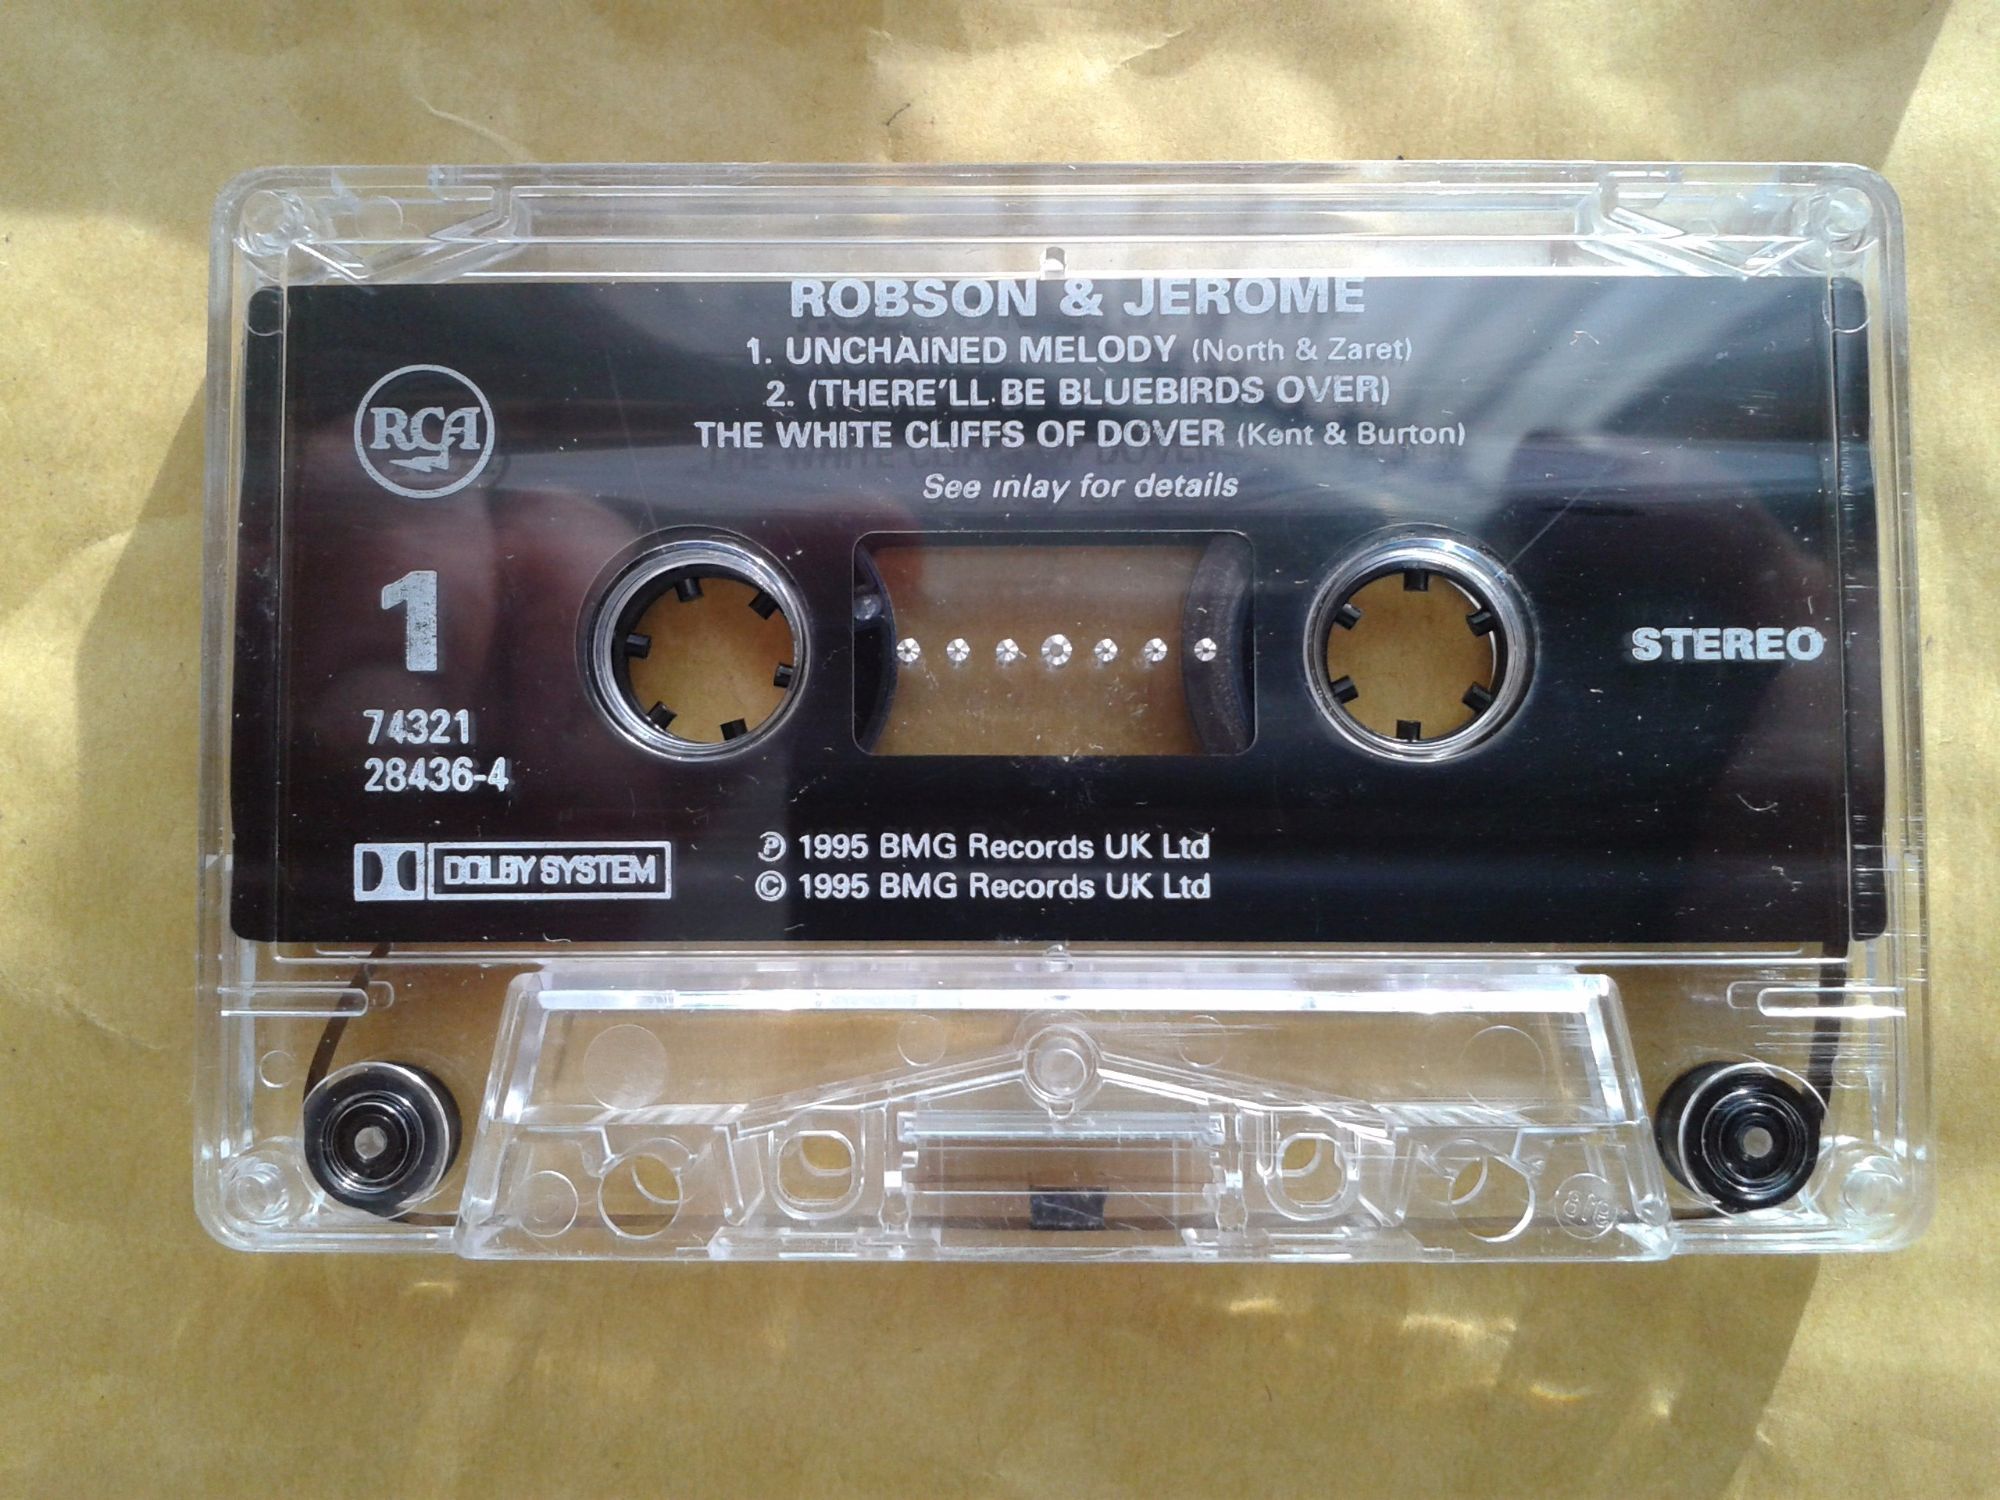 ROBSON & JEROME
1. UNCHAINED MELODY (North & Zaret)
2. (THERE'LL BE BLUEBIRDS OVER)
THE WHITE CLIFFS OF DOVER (Kent & Burton)
See inlay for details
RCA
1
STEREO
74321
28436-4
DOLBY SYSTEM
℗ 1995 BMG Records UK Ltd
© 1995 BMG Records UK Ltd